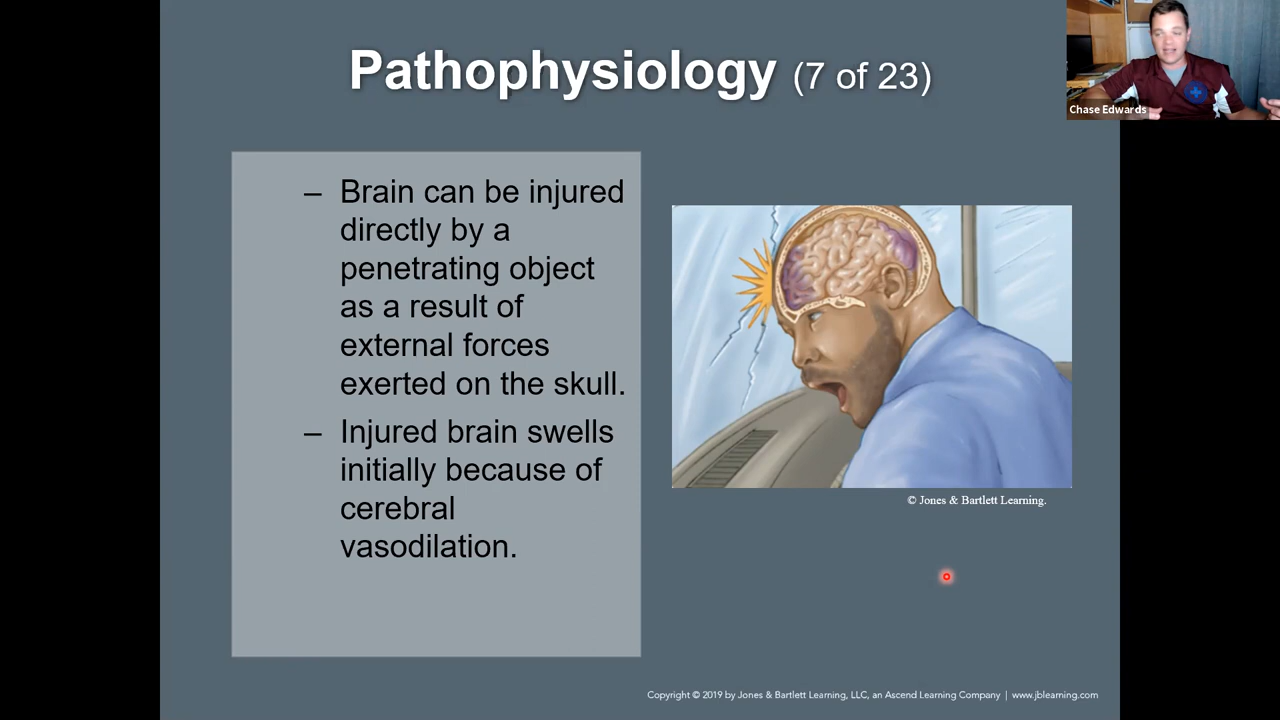 Pathophysiology (7 of 23)
Chase Edwards
– Brain can be injured
directly by a
penetrating object
as a result of
external forces
exerted on the skull.
– Injured brain swells
initially because of
cerebral
vasodilation.
© Jones & Bartlett Learning.
Copyright © 2019 by Jones & Bartlett Learning, LLC, an Ascend Learning Company | www.jblearning.com